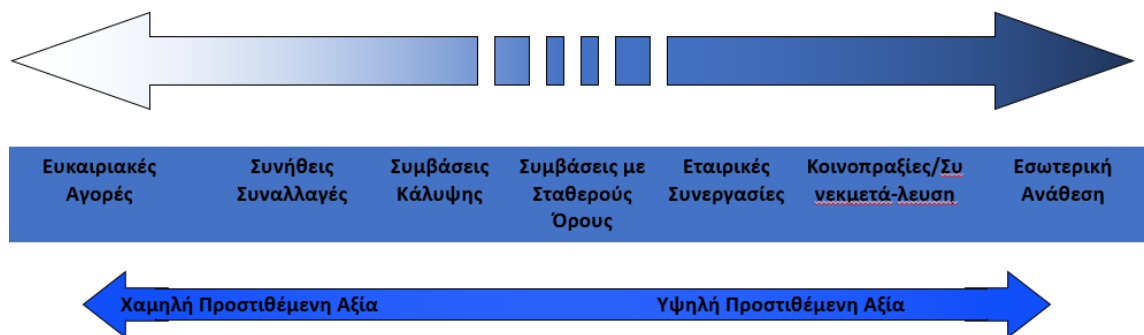 Ευκαιριακές
Αγορές
Συνήθεις
Συναλλαγές
Συμβάσεις
Κάλυψης
Συμβάσεις με
Σταθερούς
Όρους
Εταιρικές
Συνεργασίες
Κοινοπραξίες/Συ
νεκμετά-λευση
Εσωτερική
Ανάθεση
Χαμηλή Προστιθέμενη Αξία
Υψηλή Προστιθέμενη Αξία